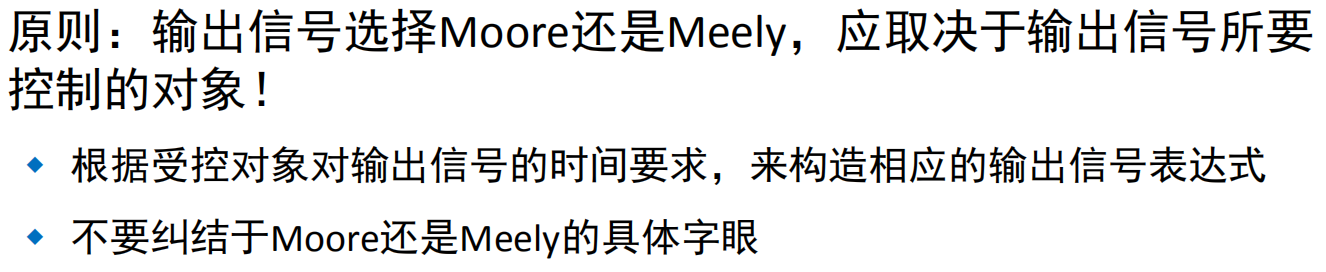 原则：输出信号选择Moore还是Meely，应取决于输出信号所要
控制的对象！
根据受控对象对输出信号的时间要求，来构造相应的输出信号表达式
不要纠结于Moore还是Meely的具体字眼